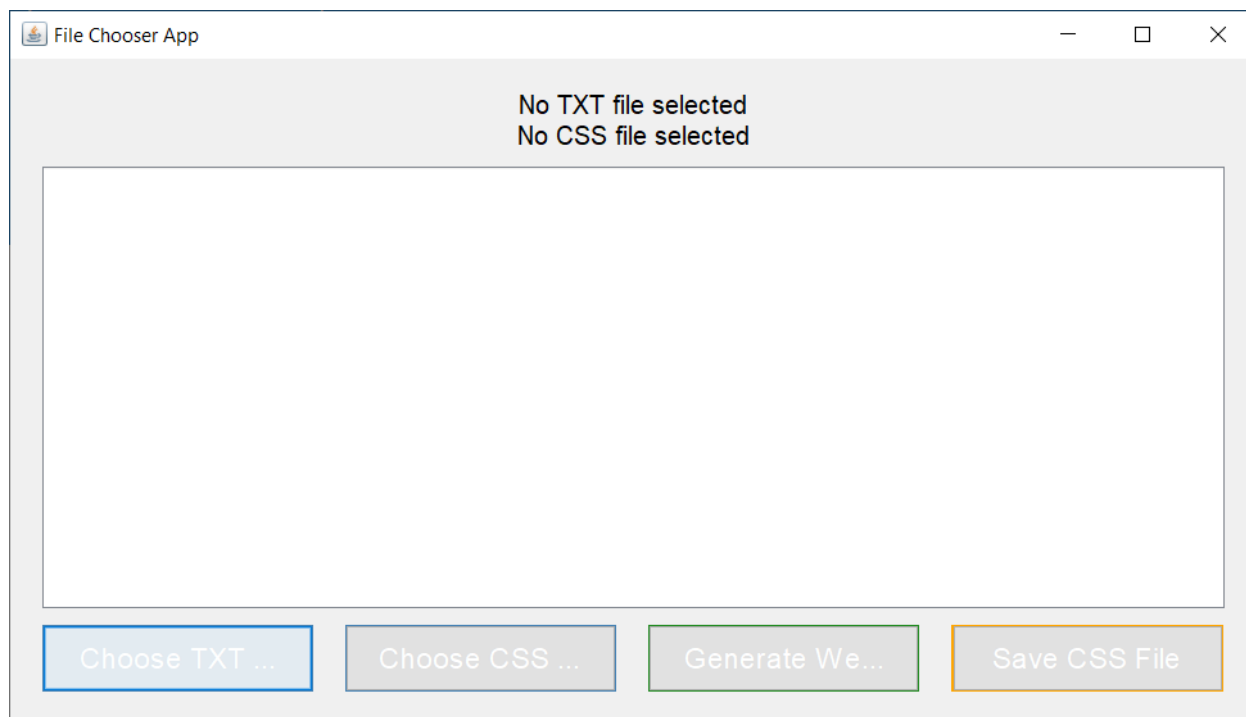 File Chooser App
No TXT file selected
No CSS file selected
Choose TXT ...
Choose CSS ...
Generate We...
Save CSS File